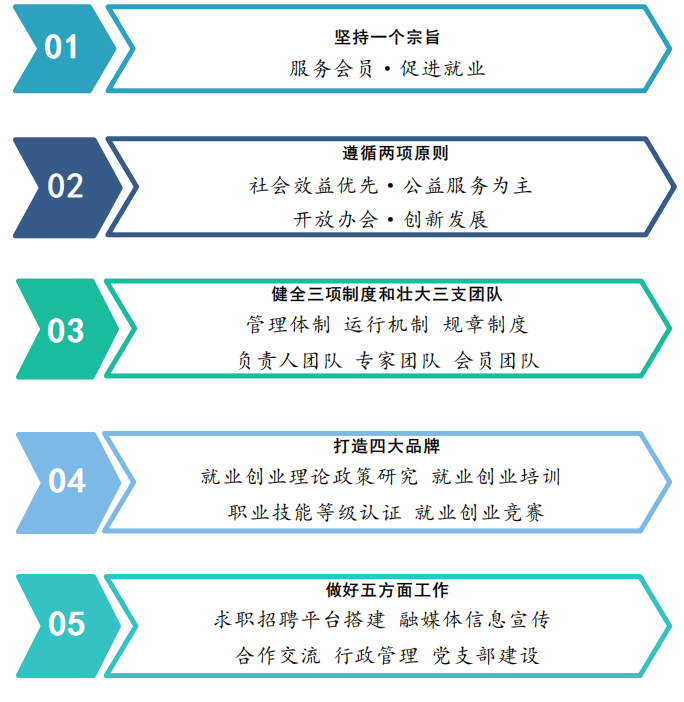 01
坚持一个宗旨
服务会员·促进就业
02
遵循两项原则
社会效益优先·公益服务为主
开放办会·创新发展
03
健全三项制度和壮大三支团队
管理体制 运行机制 规章制度
负责人团队 专家团队 会员团队
04
打造四大品牌
就业创业理论政策研究 就业创业培训
职业技能等级认证 就业创业竞赛
05
做好五方面工作
求职招聘平台搭建 融媒体信息宣传
合作交流 行政管理 党支部建设